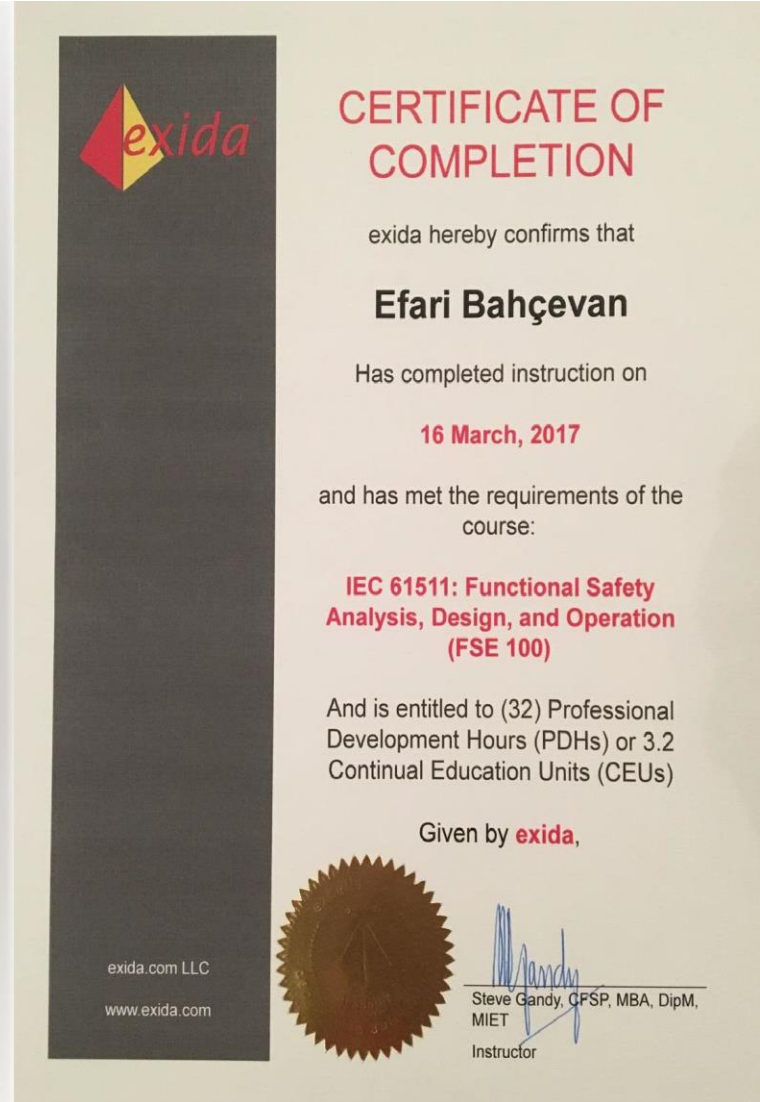 exida
CERTIFICATE OF
COMPLETION
exida hereby confirms that
Efari Bahçevan
Has completed instruction on
16 March, 2017
and has met the requirements of the
course:
IEC 61511: Functional Safety
Analysis, Design, and Operation
(FSE 100)
And is entitled to (32) Professional
Development Hours (PDHs) or 3.2
Continual Education Units (CEUs)
Given by exida,
exida.com LLC
www.exida.com
Steve Gandy, CFSP, MBA, DipM,
MIET
Instructor